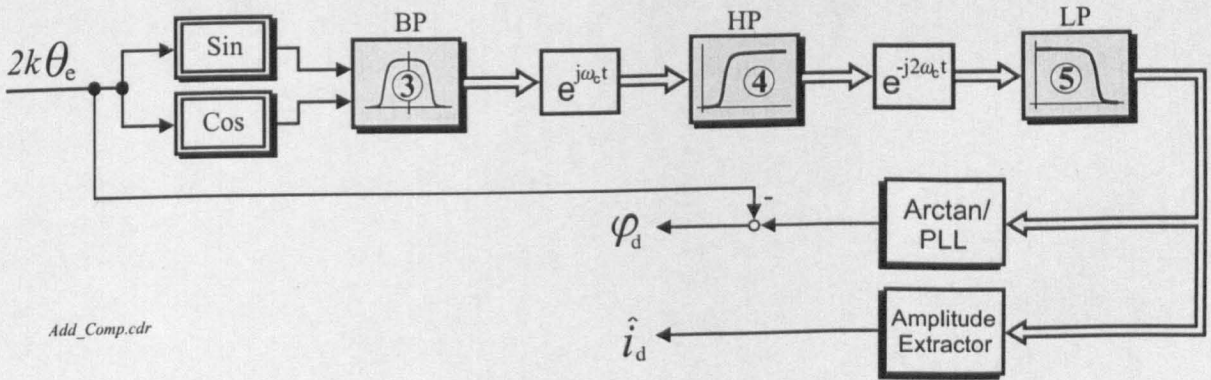 BP
HP
LP
2kθe
Sin
Cos
③
e^jωct
④
e^-j2ωct
⑤
-
φd
Arctan/
PLL
Add_Comp.cdr
îd
Amplitude
Extractor